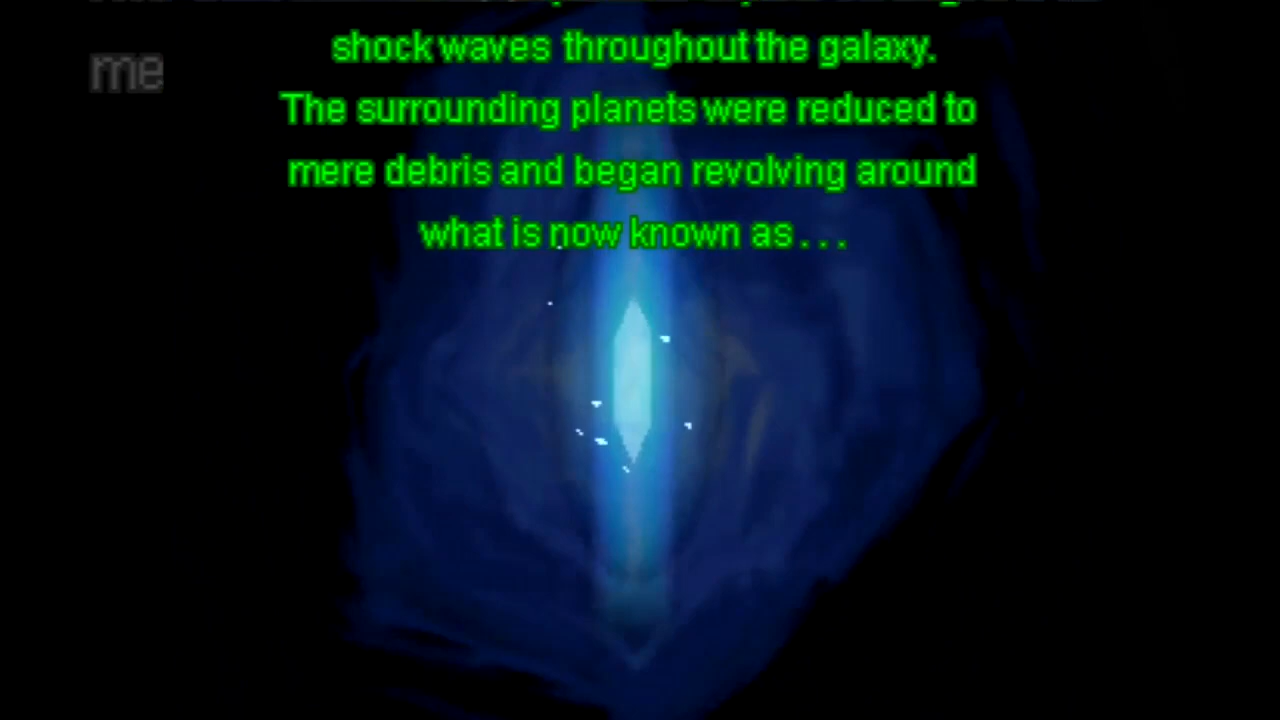 shock waves throughout the galaxy.
me
The surrounding planets were reduced to
mere debris and began revolving around
what is now known as . . .